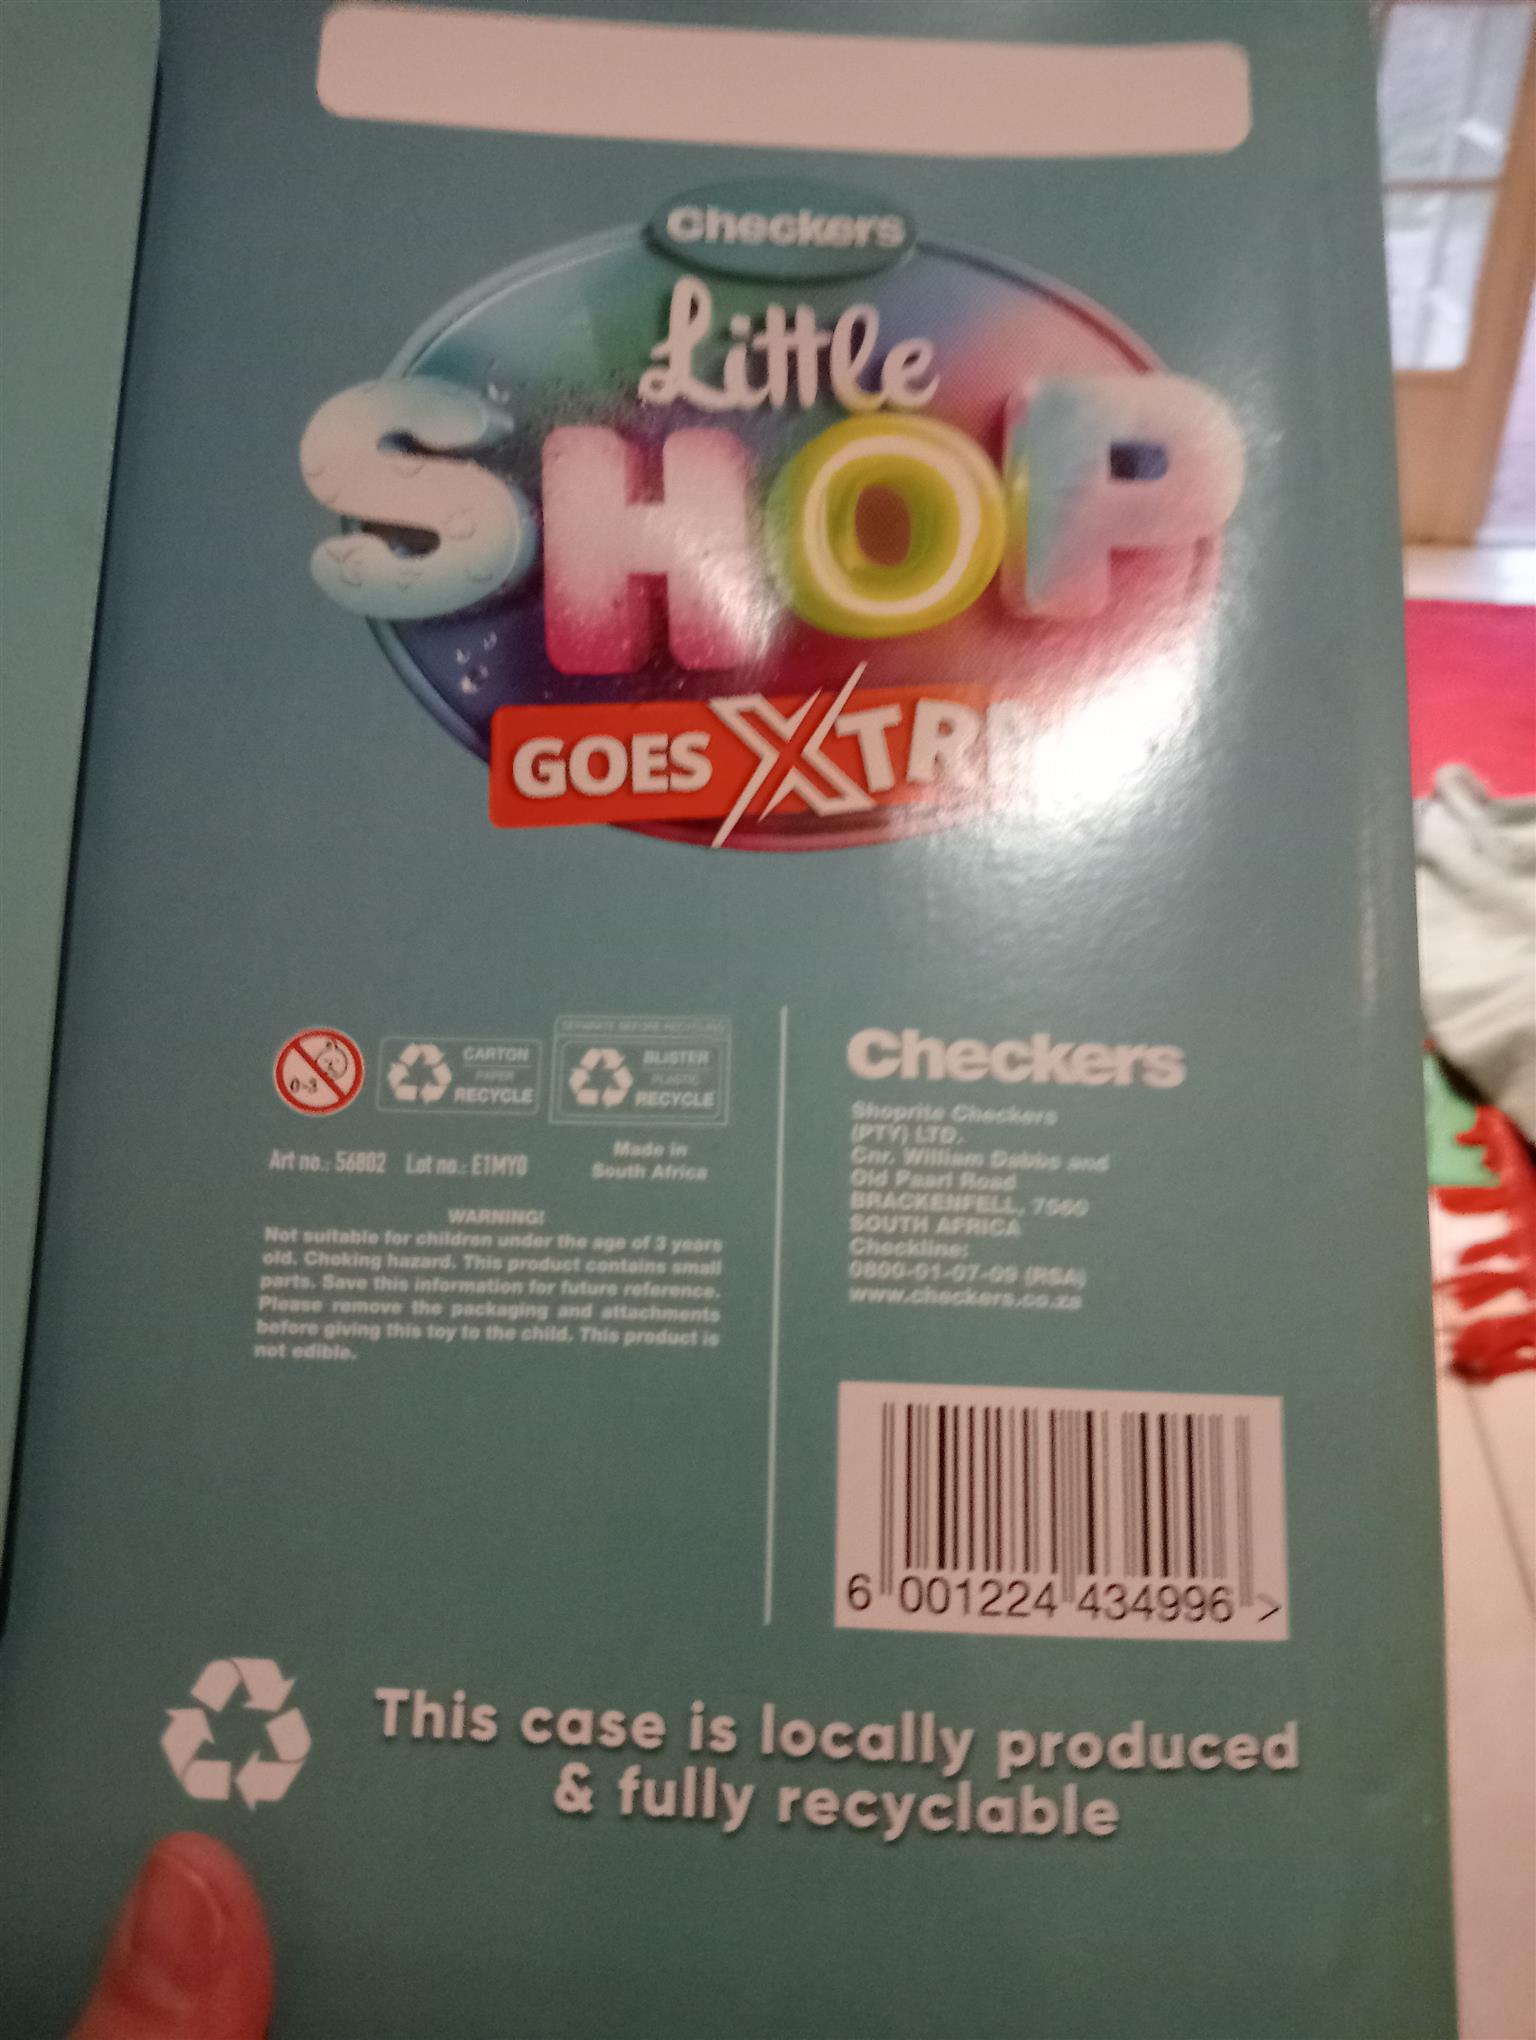 Checkers
Little
SHOP
GOES XTR
0-3
CARTON
PAPER
RECYCLE
SEPARATE BEFORE RECYCLING
BLISTER
PLASTIC
RECYCLE
Art no.: 56802 Lot no.: E1MY0
Made in
South Africa
WARNING!
Not suitable for children under the age of 3 years
old. Choking hazard. This product contains small
parts. Save this information for future reference.
Please remove the packaging and attachments
before giving this toy to the child. This product is
not edible.
Checkers
Shoprite Checkers
(PTY) LTD.
Cnr. William Dabbs and
Old Paarl Road
BRACKENFELL, 7560
SOUTH AFRICA
Checkline:
0800-01-07-09 (RSA)
www.checkers.co.za
6 001224 434996 >
This case is locally produced
& fully recyclable